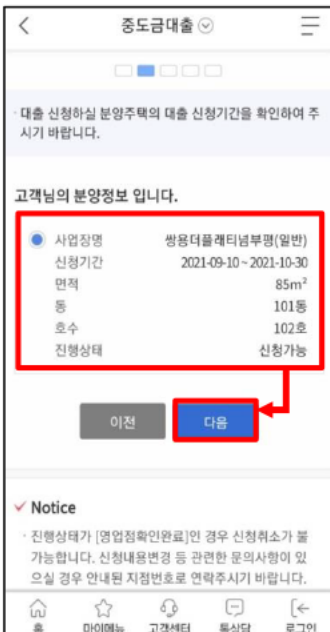 중도금대출
· 대출 신청하실 분양주택의 대출 신청기간을 확인하여 주
시기 바랍니다.
고객님의 분양정보 입니다.
사업장명 쌍용더플래티넘부평(일반)
신청기간 2021-09-10 ~ 2021-10-30
면적 85m²
동 101동
호수 102호
진행상태 신청가능
이전 다음
Notice
· 진행상태가 [영업점확인완료]인 경우 신청취소가 불
가능합니다. 신청내용변경 등 관련한 문의사항이 있
으실 경우 안내된 지점번호로 연락주시기 바랍니다.
홈 마이메뉴 고객센터 톡상담 로그인